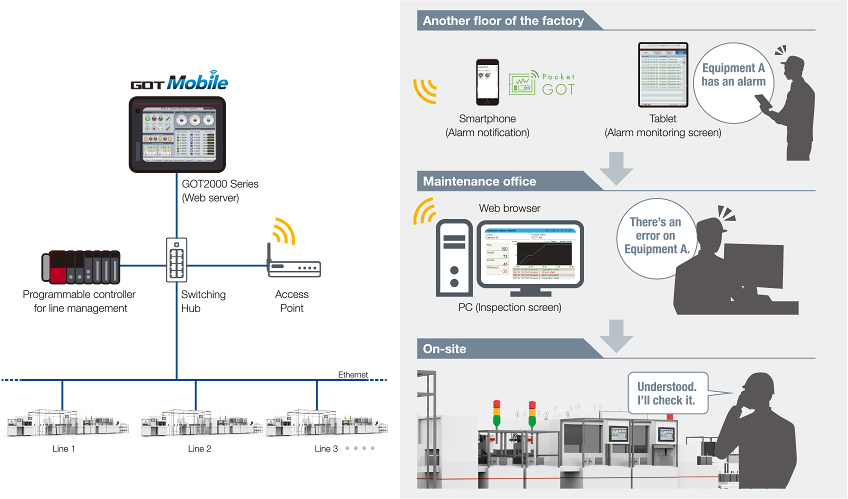 GOT Mobile
GOT2000 Series
(Web server)
Programmable controller
for line management
Switching
Hub
Access
Point
Ethernet
Line 1
Line 2
Line 3
Another floor of the factory
Pocket
GOT
Smartphone
(Alarm notification)
Tablet
(Alarm monitoring screen)
Equipment A
has an alarm
Maintenance office
Web browser
PC (Inspection screen)
There's an
error on
Equipment A.
On-site
Understood.
I'll check it.